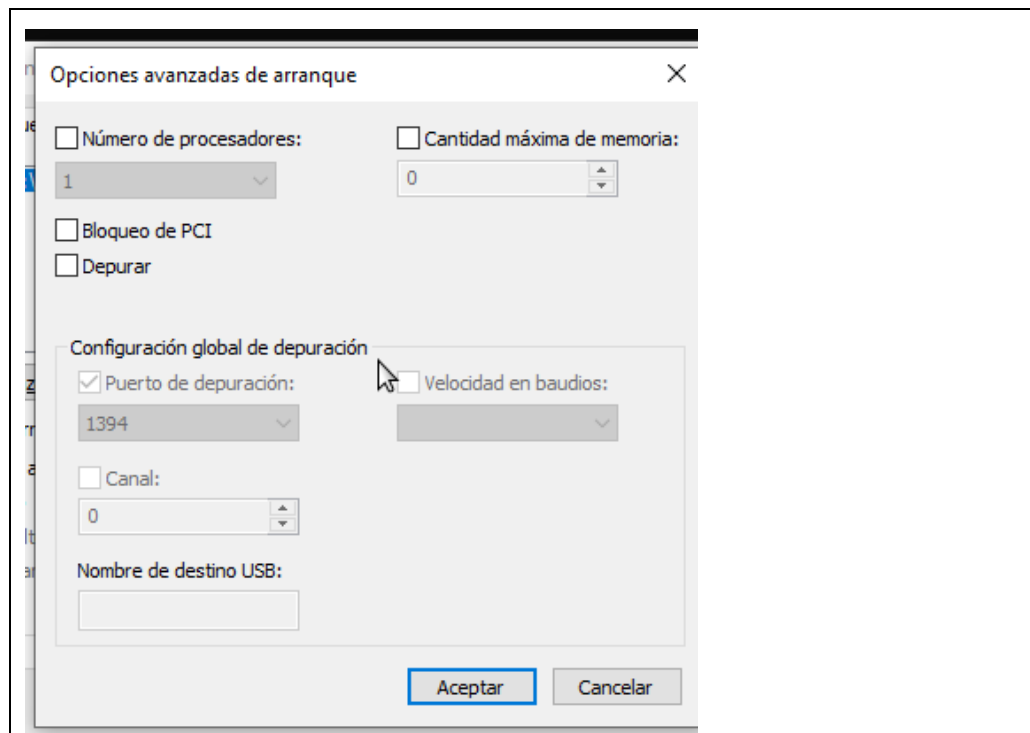 Opciones avanzadas de arranque
Número de procesadores:
Cantidad máxima de memoria:
1
0
Bloqueo de PCI
Depurar
Configuración global de depuración
Puerto de depuración:
Velocidad en baudios:
1394
Canal:
0
Nombre de destino USB:
Aceptar
Cancelar